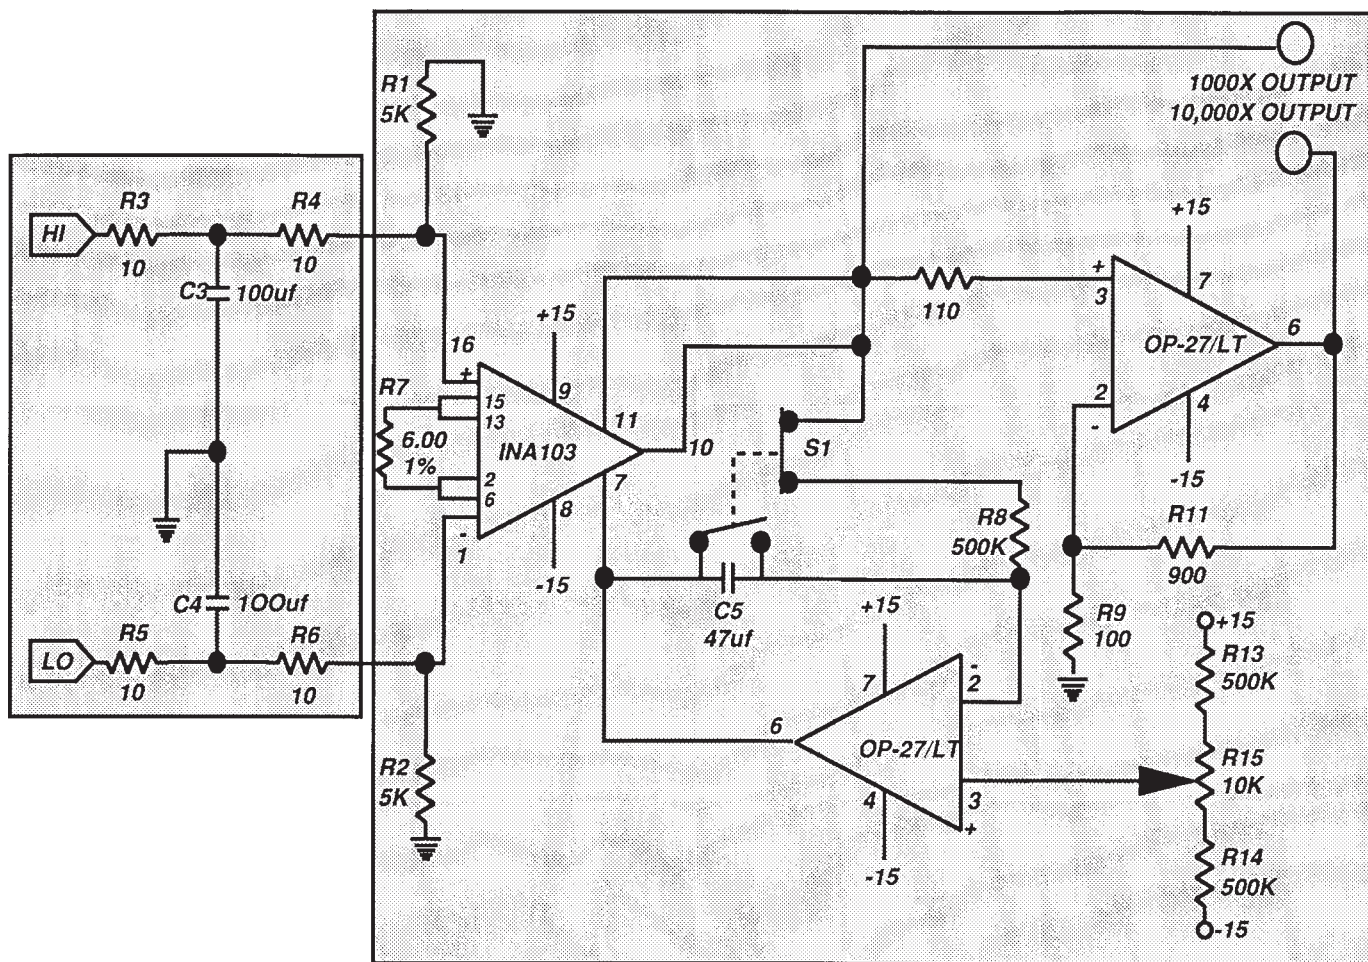 1000X OUTPUT
10,000X OUTPUT
R1
5K
HI
R3
10
R4
10
C3
100uf
C4
100uf
LO
R5
10
R6
10
R2
5K
R7
6.00
1%
16
+
15
13
2
6
-
1
INA103
+15
9
11
10
7
8
-15
S1
C5
47uf
R8
500K
110
+
3
2
-
+15
7
OP-27/LT
6
4
-15
R11
900
R9
100
+15
7
6
OP-27/LT
-
2
3
+
4
-15
+15
R13
500K
R15
10K
R14
500K
-15